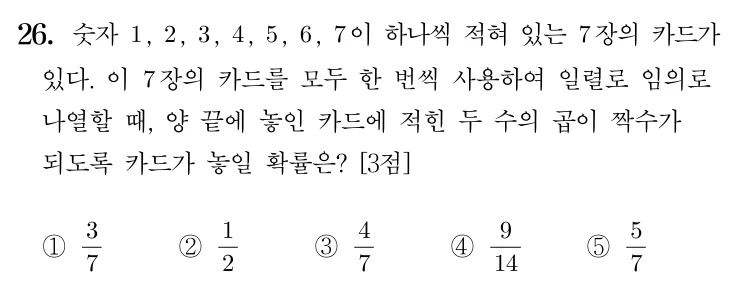 26. 숫자 1, 2, 3, 4, 5, 6, 7이 하나씩 적혀 있는 7장의 카드가
있다. 이 7장의 카드를 모두 한 번씩 사용하여 일렬로 임의로
나열할 때, 양 끝에 놓인 카드에 적힌 두 수의 곱이 짝수가
되도록 카드가 놓일 확률은? [3점]
① 3/7 ② 1/2 ③ 4/7 ④ 9/14 ⑤ 5/7